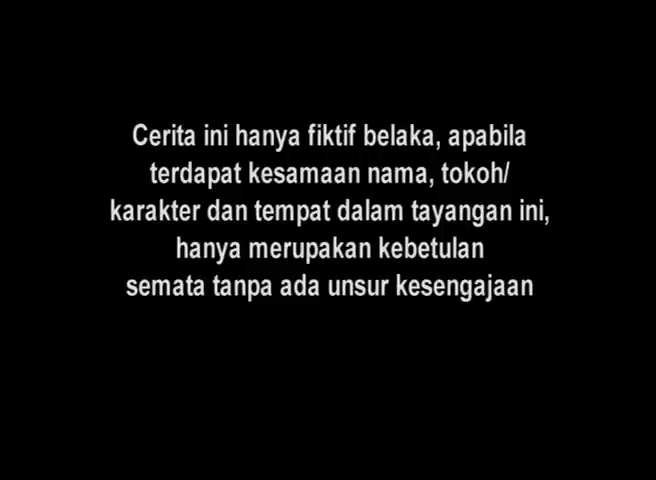 Cerita ini hanya fiktif belaka, apabila
terdapat kesamaan nama, tokoh/
karakter dan tempat dalam tayangan ini,
hanya merupakan kebetulan
semata tanpa ada unsur kesengajaan